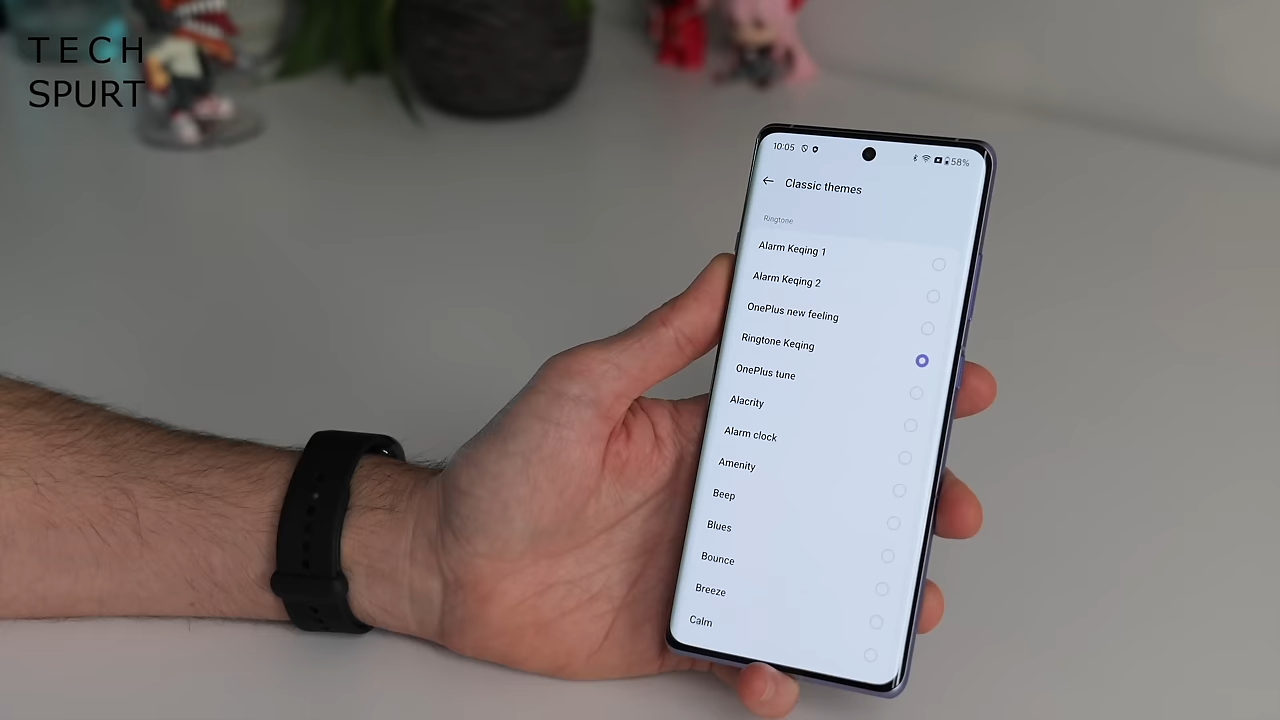 TECH
SPURT
10:05 58%
Classic themes
Ringtone
Alarm Keqing 1
Alarm Keqing 2
OnePlus new feeling
Ringtone Keqing
OnePlus tune
Alacrity
Alarm clock
Amenity
Beep
Blues
Bounce
Breeze
Calm